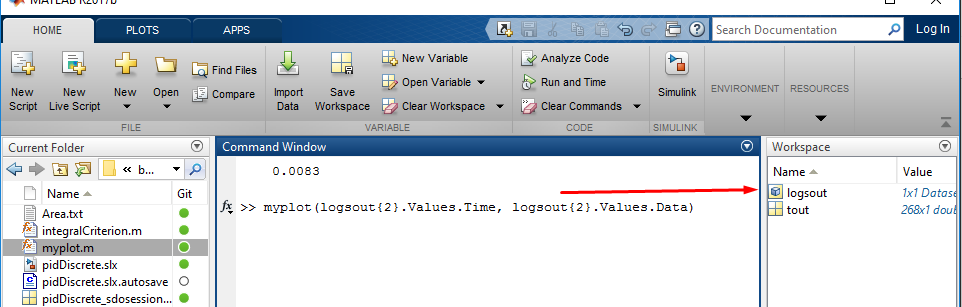 MATLAB R2017b
HOME PLOTS APPS
Search Documentation Log In
New Script
New Live Script
New
Open
Find Files
Compare
FILE
Import Data
Save Workspace
New Variable
Open Variable
Clear Workspace
VARIABLE
Analyze Code
Run and Time
Clear Commands
CODE
Simulink
SIMULINK
ENVIRONMENT
RESOURCES
Current Folder
« b...
Name Git
Area.txt
integralCriterion.m
myplot.m
pidDiscrete.slx
pidDiscrete.slx.autosave
pidDiscrete_sdosession...
Command Window
0.0083
fx >> myplot(logsout{2}.Values.Time, logsout{2}.Values.Data)
Workspace
Name Value
logsout 1x1 Datase
tout 268x1 doub